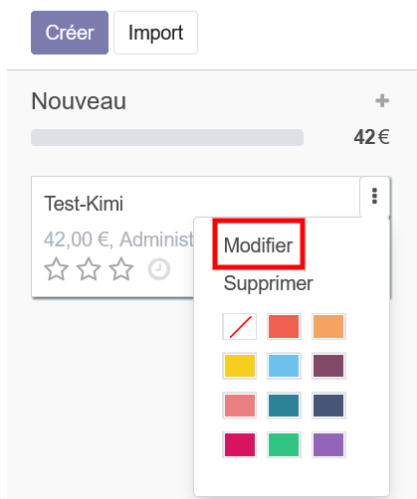 Créer Import
Nouveau +
42 €
Test-Kimi
42,00 €, Administ
Modifier
Supprimer